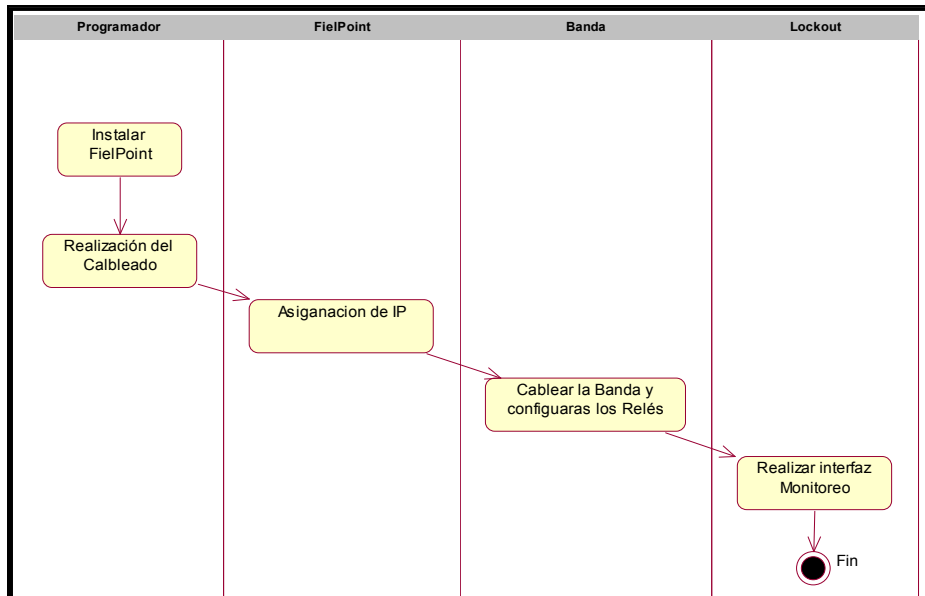 Programador
FielPoint
Banda
Lockout
Instalar
FielPoint
Realización del
Calbleado
Asiganacion de IP
Cablear la Banda y
configuaras los Relés
Realizar interfaz
Monitoreo
Fin